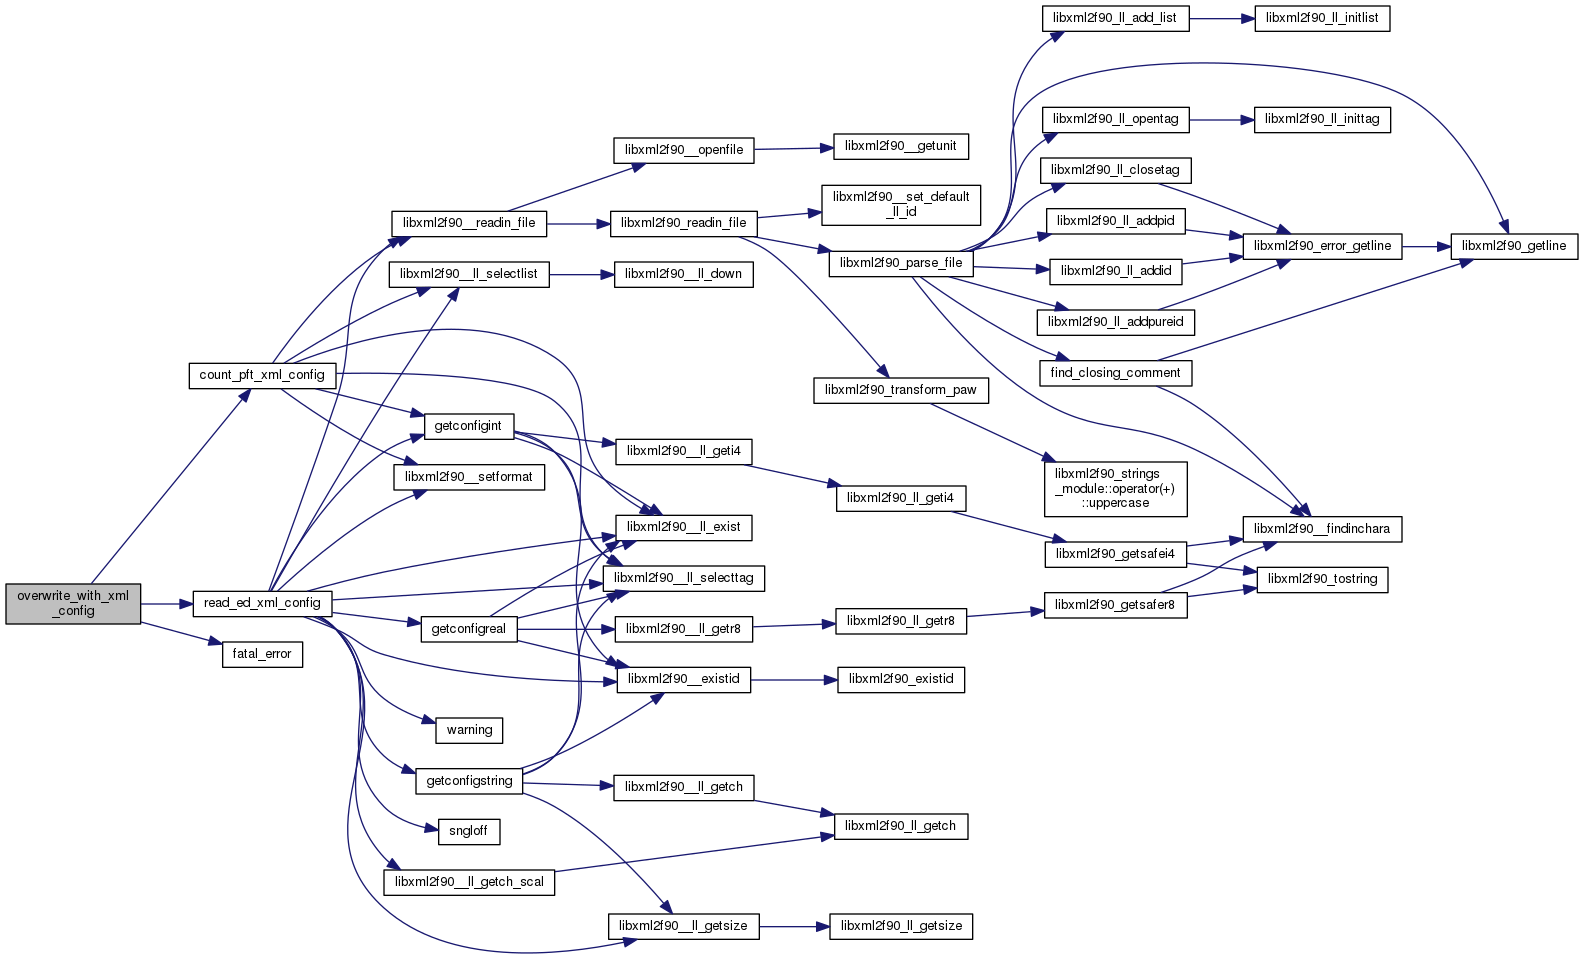 overwrite_with_xml
_config
count_pft_xml_config
read_ed_xml_config
fatal_error
libxml2f90__readin_file
libxml2f90__ll_selectlist
getconfigint
libxml2f90__setformat
getconfigreal
warning
getconfigstring
sngloff
libxml2f90__ll_getch_scal
libxml2f90__openfile
libxml2f90_readin_file
libxml2f90__ll_down
libxml2f90__ll_geti4
libxml2f90__ll_exist
libxml2f90__ll_selecttag
libxml2f90__ll_getr8
libxml2f90__existid
libxml2f90__ll_getch
libxml2f90__ll_getsize
libxml2f90__getunit
libxml2f90__set_default
_ll_id
libxml2f90_parse_file
libxml2f90_transform_paw
libxml2f90_ll_geti4
libxml2f90_ll_getr8
libxml2f90_existid
libxml2f90_ll_getch
libxml2f90_ll_getsize
libxml2f90_ll_add_list
libxml2f90_ll_opentag
libxml2f90_ll_closetag
libxml2f90_ll_addpid
libxml2f90_ll_addid
libxml2f90_ll_addpureid
find_closing_comment
libxml2f90_strings
_module::operator(+)
::uppercase
libxml2f90_getsafei4
libxml2f90_getsafer8
libxml2f90_ll_initlist
libxml2f90_ll_inittag
libxml2f90_error_getline
libxml2f90__findinchara
libxml2f90_tostring
libxml2f90_getline